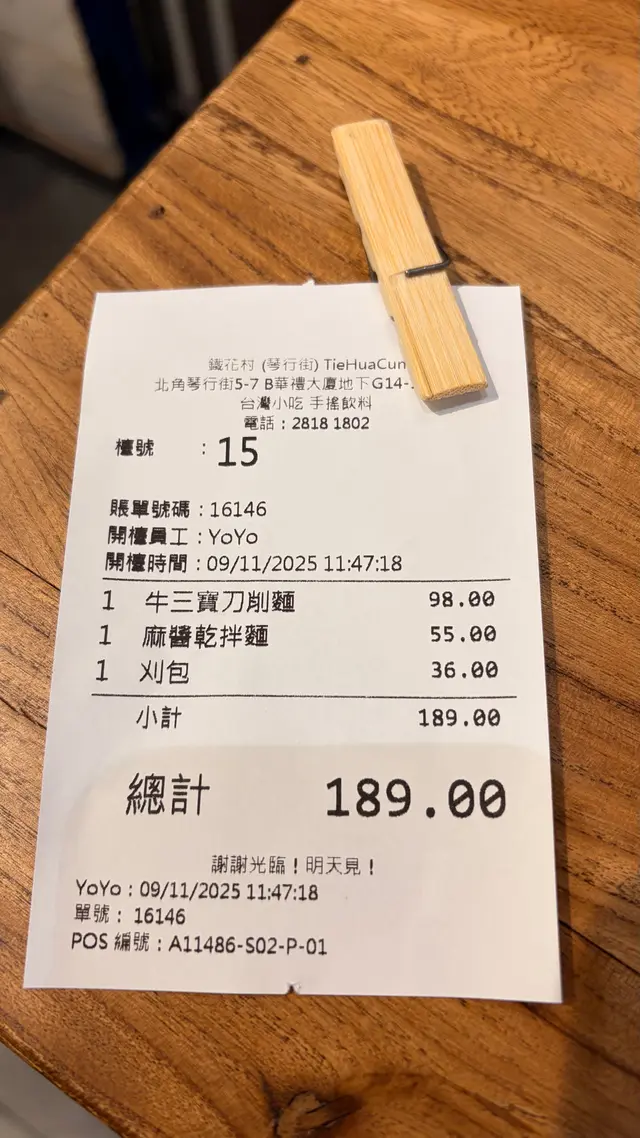 鐵花村 (琴行街) TieHuaCun
北角琴行街5-7 B華禮大廈地下G14-
台灣小吃 手搖飲料
電話：2818 1802
檯號 : 15
賬單號碼 : 16146
開檯員工 : YoYo
開檯時間 : 09/11/2025 11:47:18
1 牛三寶刀削麵 98.00
1 麻醬乾拌麵 55.00
1 刈包 36.00
小計 189.00
總計 189.00
謝謝光臨！明天見！
YoYo : 09/11/2025 11:47:18
單號 : 16146
POS 編號 : A11486-S02-P-01